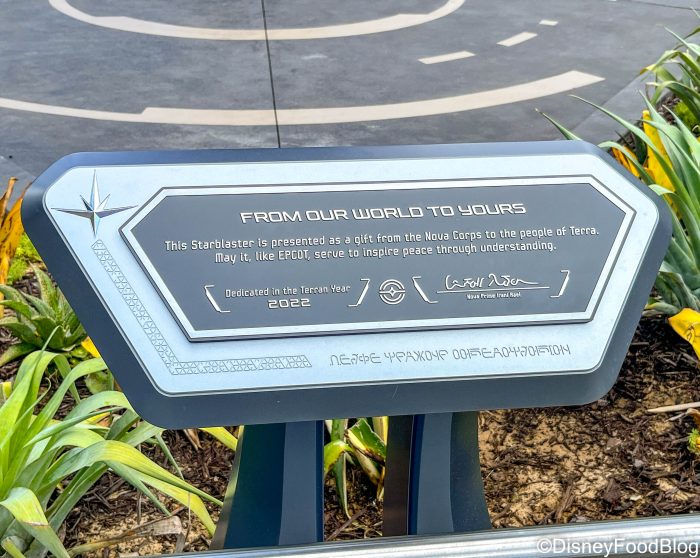 FROM OUR WORLD TO YOURS
This Starblaster is presented as a gift from the Nova Corps to the people of Terra.
May it, like EPCOT, serve to inspire peace through understanding.
Dedicated in the Terran Year
2022
Nova Prime Irani Rael
©DisneyFoodBlog